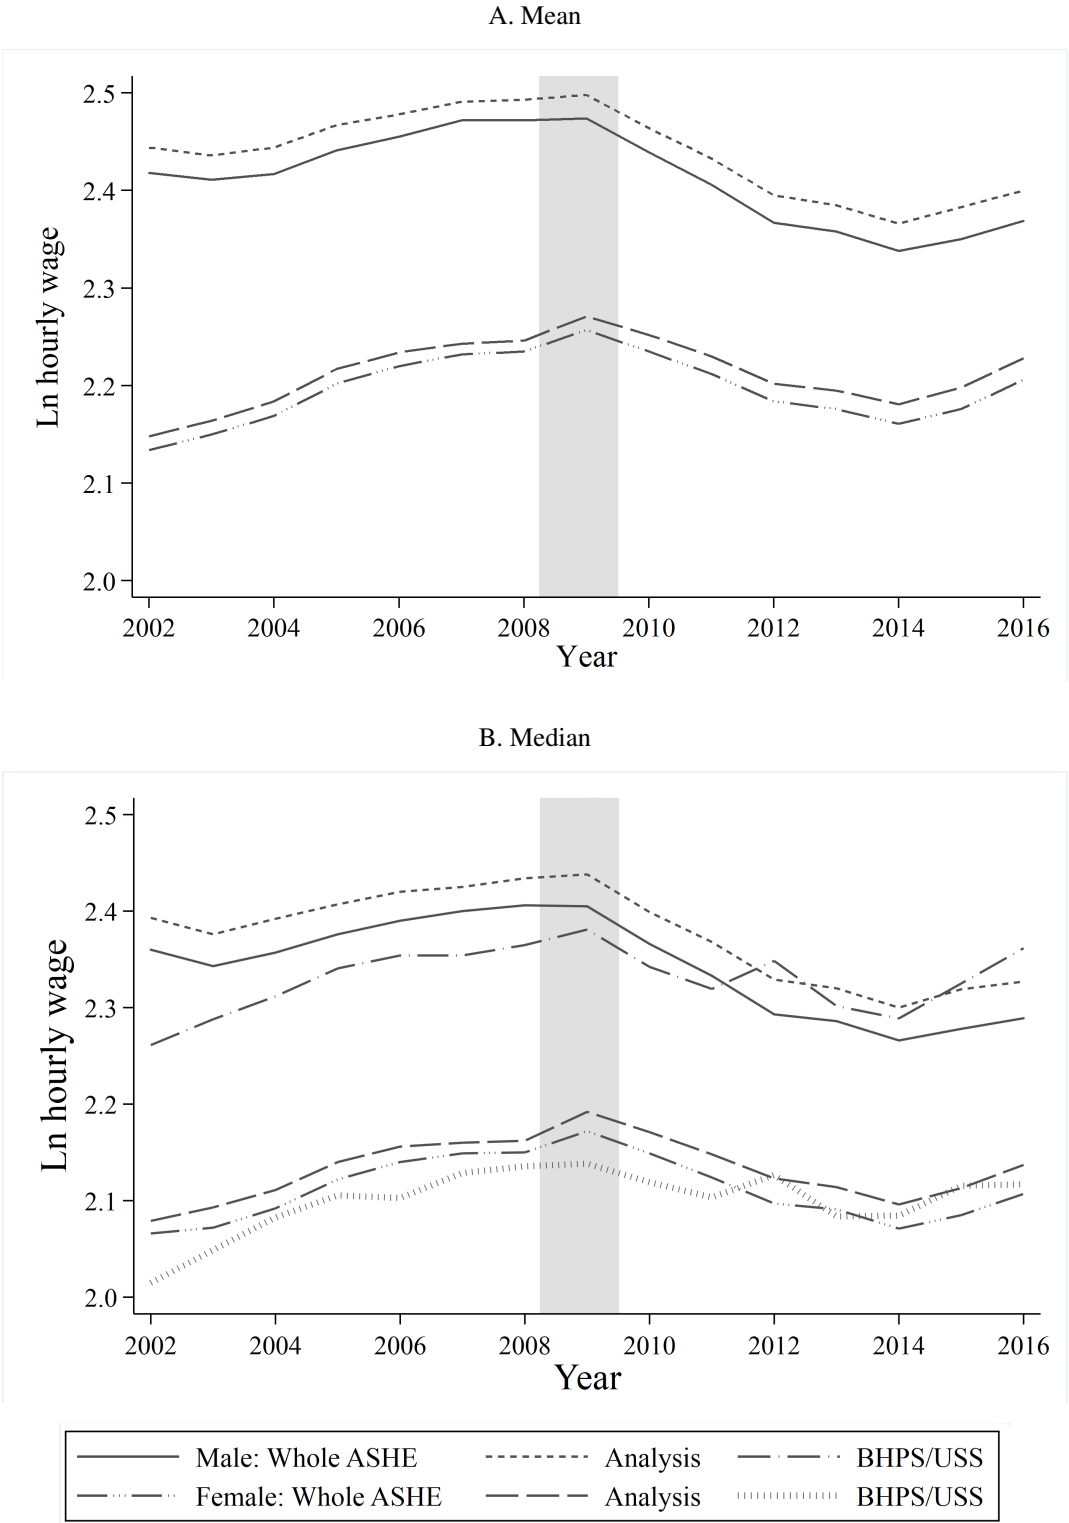 A. Mean
2.5
2.4
2.3
2.2
2.1
2.0
Ln hourly wage
2002 2004 2006 2008 2010 2012 2014 2016
Year
B. Median
2.5
2.4
2.3
2.2
2.1
2.0
Ln hourly wage
2002 2004 2006 2008 2010 2012 2014 2016
Year
Male: Whole ASHE Analysis BHPS/USS
Female: Whole ASHE Analysis BHPS/USS